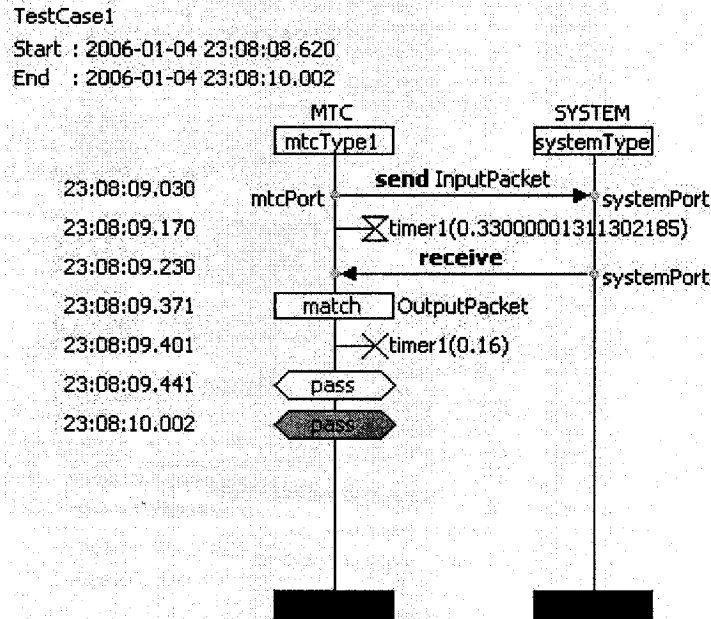 TestCase1
Start : 2006-01-04 23:08:08.620
End : 2006-01-04 23:08:10.002
MTC SYSTEM
mtcType1 systemType
23:08:09.030 mtcPort send InputPacket systemPort
23:08:09.170 timer1(0.33000001311302185)
23:08:09.230 receive systemPort
23:08:09.371 match OutputPacket
23:08:09.401 timer1(0.16)
23:08:09.441 pass
23:08:10.002 pass